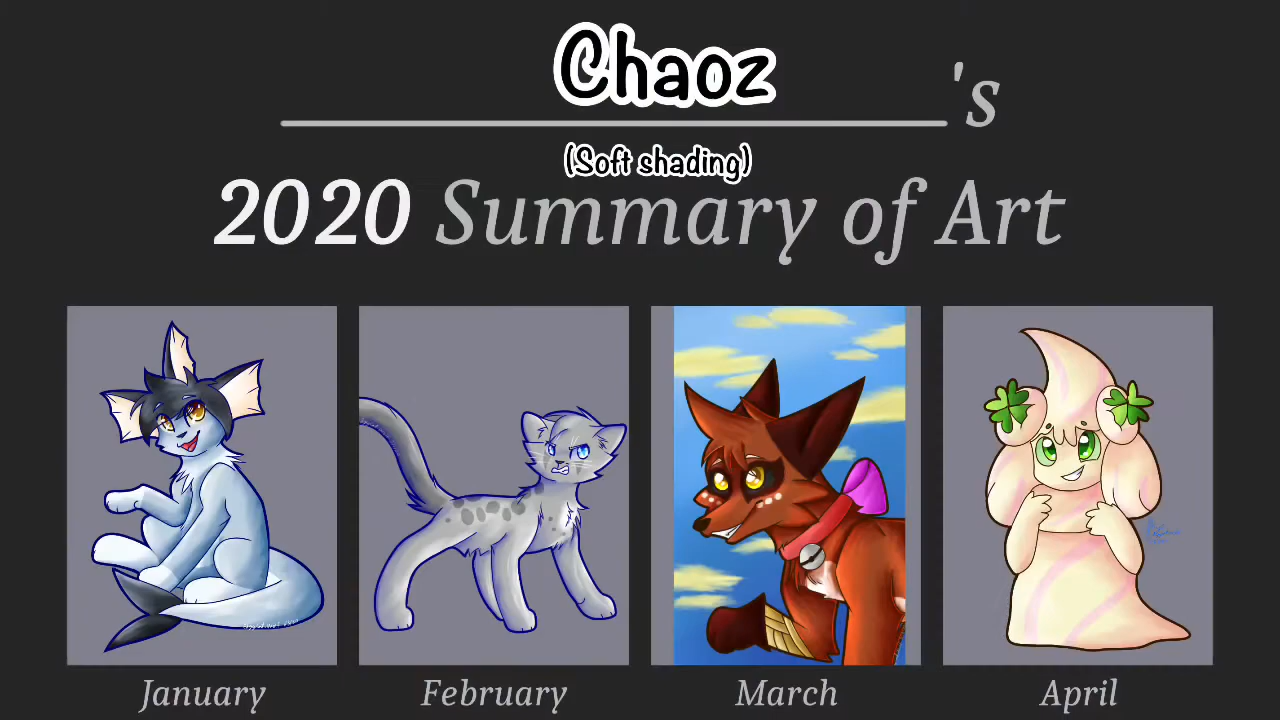 Chaoz
's
(Soft shading)
2020 Summary of Art
January
February
March
April